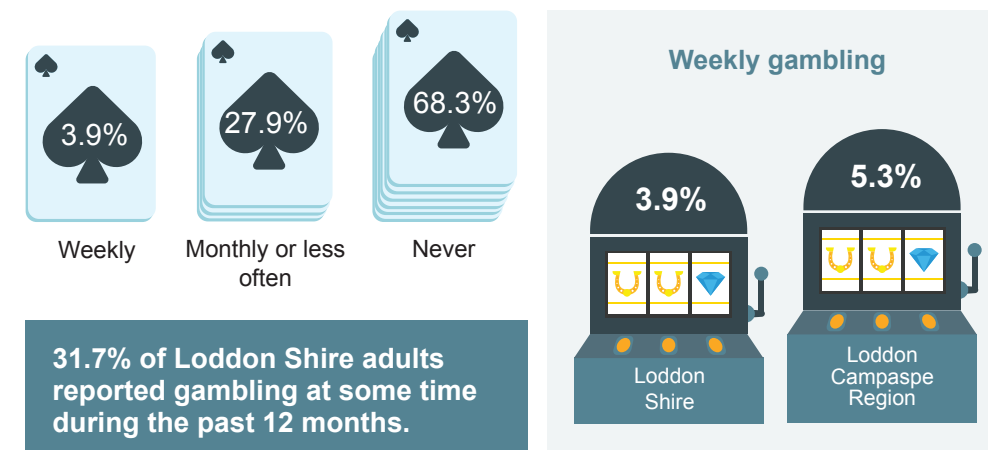 3.9%
27.9%
68.3%
Weekly
Monthly or less
often
Never
31.7% of Loddon Shire adults
reported gambling at some time
during the past 12 months.
Weekly gambling
3.9%
5.3%
Loddon
Shire
Loddon
Campaspe
Region